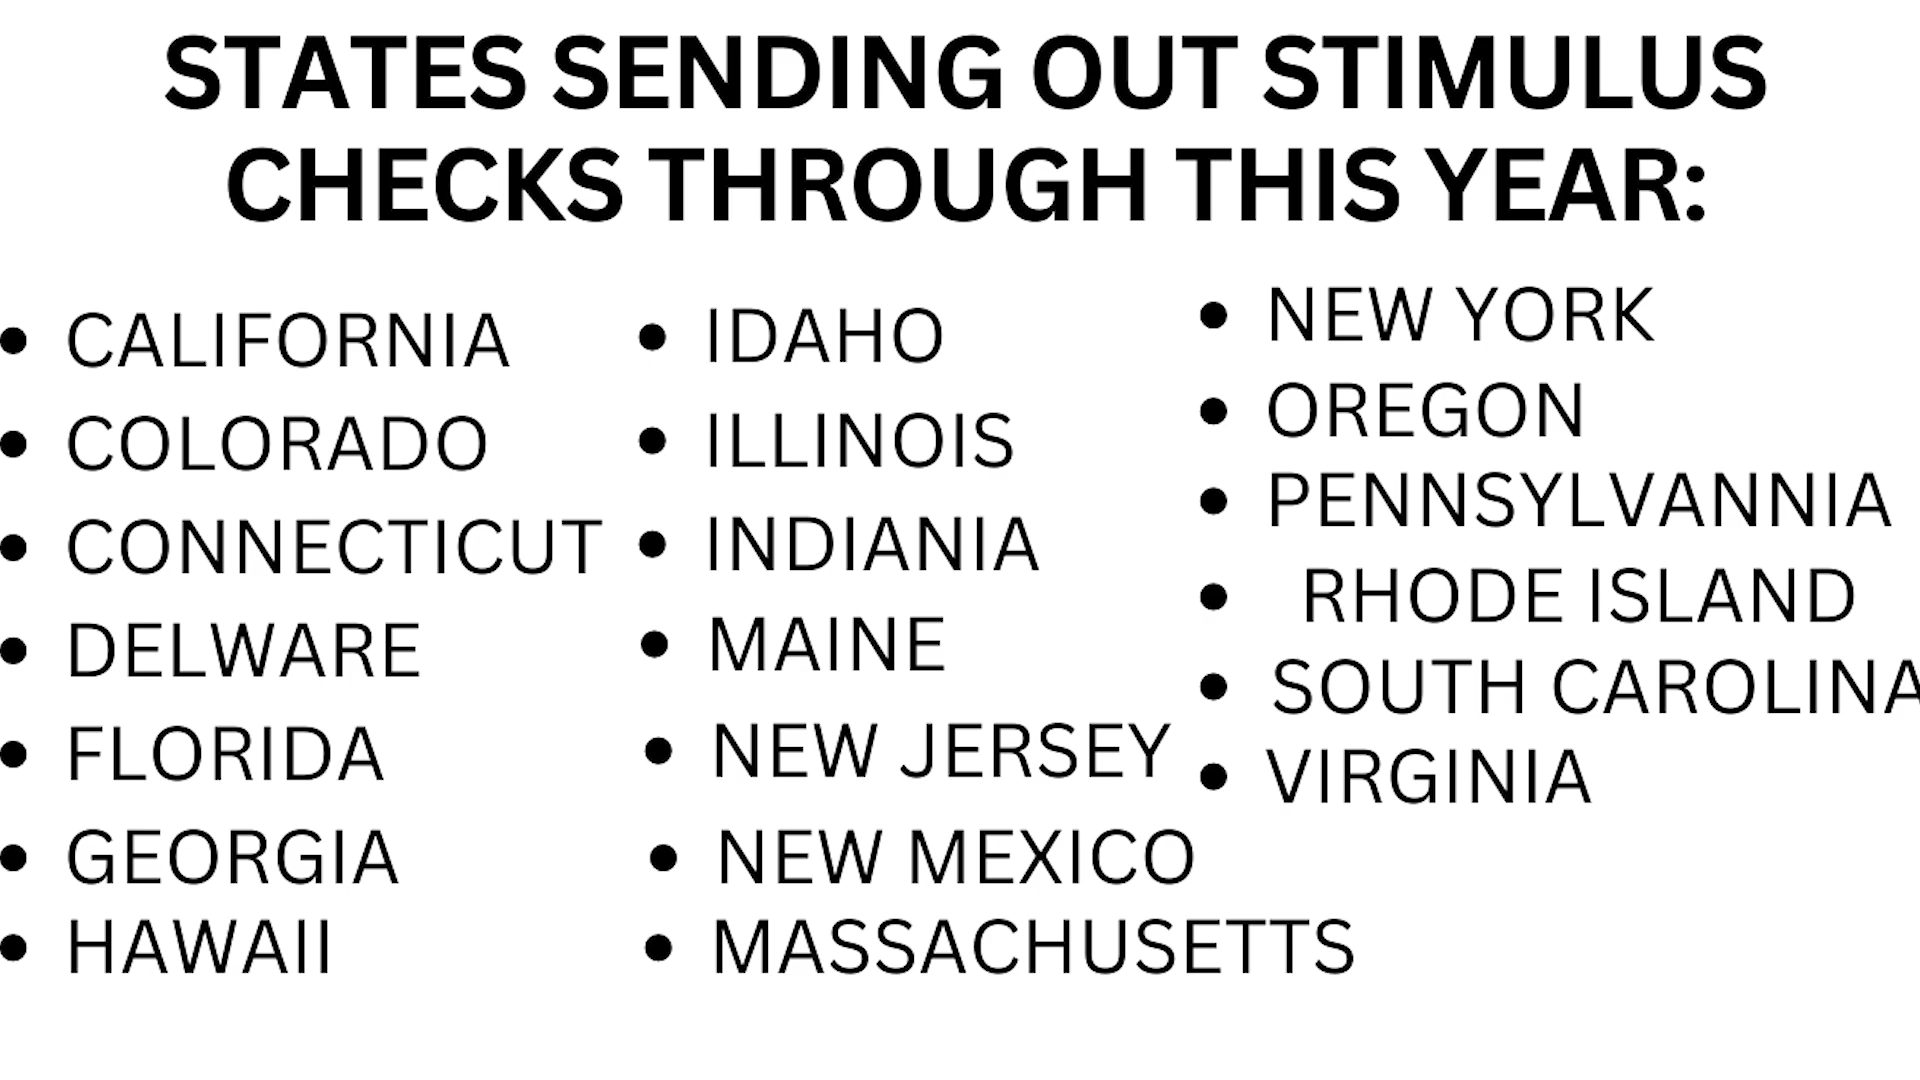 STATES SENDING OUT STIMULUS
CHECKS THROUGH THIS YEAR:
• CALIFORNIA
• COLORADO
• CONNECTICUT
• DELWARE
• FLORIDA
• GEORGIA
• HAWAII
• IDAHO
• ILLINOIS
• INDIANIA
• MAINE
• NEW JERSEY
• NEW MEXICO
• MASSACHUSETTS
• NEW YORK
• OREGON
• PENNSYLVANNIA
• RHODE ISLAND
• SOUTH CAROLINA
• VIRGINIA